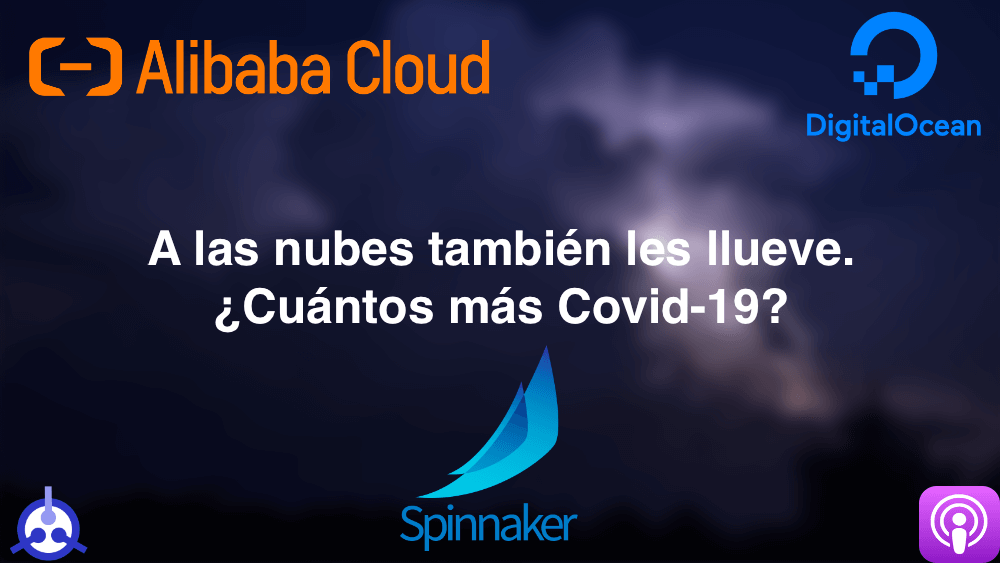 Alibaba Cloud
DigitalOcean
A las nubes también les llueve.
¿Cuántos más Covid-19?
Spinnaker